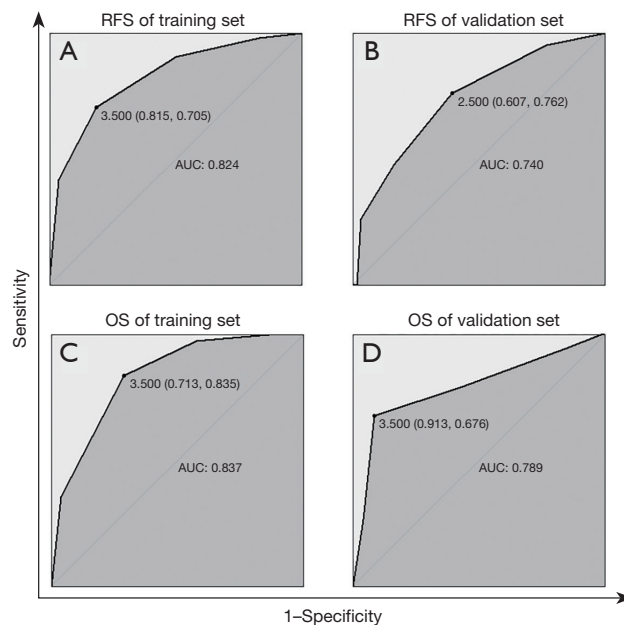 RFS of training set
RFS of validation set
A
3.500 (0.815, 0.705)
AUC: 0.824
B
2.500 (0.607, 0.762)
AUC: 0.740
Sensitivity
OS of training set
OS of validation set
C
3.500 (0.713, 0.835)
AUC: 0.837
D
3.500 (0.913, 0.676)
AUC: 0.789
1–Specificity